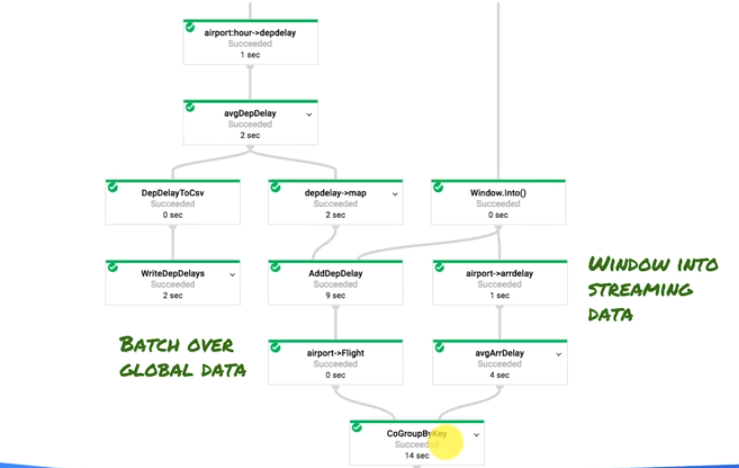 airport:hour->depdelay
Succeeded
1 sec
avgDepDelay
Succeeded
2 sec
DepDelayToCsv
Succeeded
0 sec
depdelay->map
Succeeded
2 sec
Window.Into()
Succeeded
0 sec
WriteDepDelays
Succeeded
2 sec
AddDepDelay
Succeeded
9 sec
airport->arrdelay
Succeeded
1 sec
WINDOW INTO
STREAMING
DATA
BATCH OVER
GLOBAL DATA
airport->Flight
Succeeded
0 sec
avgArrDelay
Succeeded
4 sec
CoGroupByKey
Succeeded
14 sec